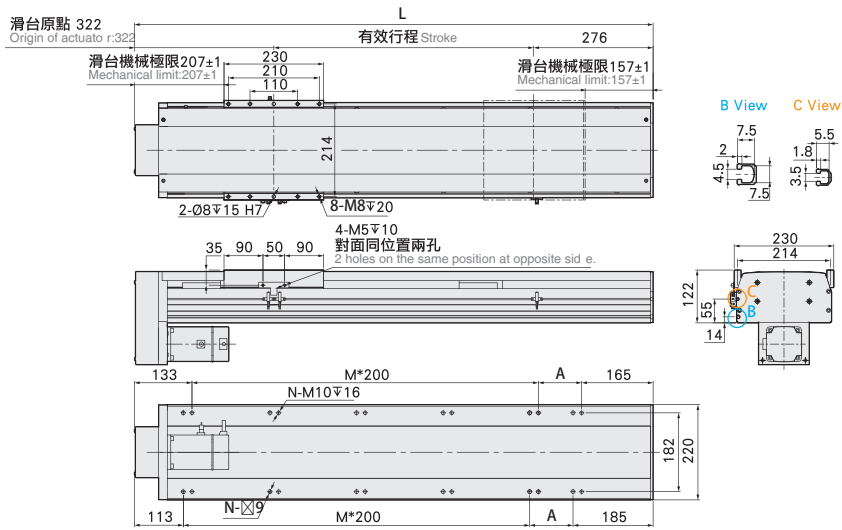 L
滑台原點 322
Origin of actuato r:322
有效行程 Stroke
276
滑台機械極限207±1
Mechanical limit:207±1
230
210
110
滑台機械極限157±1
Mechanical limit:157±1
214
2-Ø8↧15 H7
8-M8↧20
B View
C View
7.5
2
4.5
7.5
5.5
1.8
3.5
4-M5↧10
對面同位置兩孔
2 holes on the same position at opposite sid e.
35
90
50
90
230
214
122
55
14
C
B
133
M*200
A
165
N-M10↧16
182
220
N-☒9
113
M*200
A
185